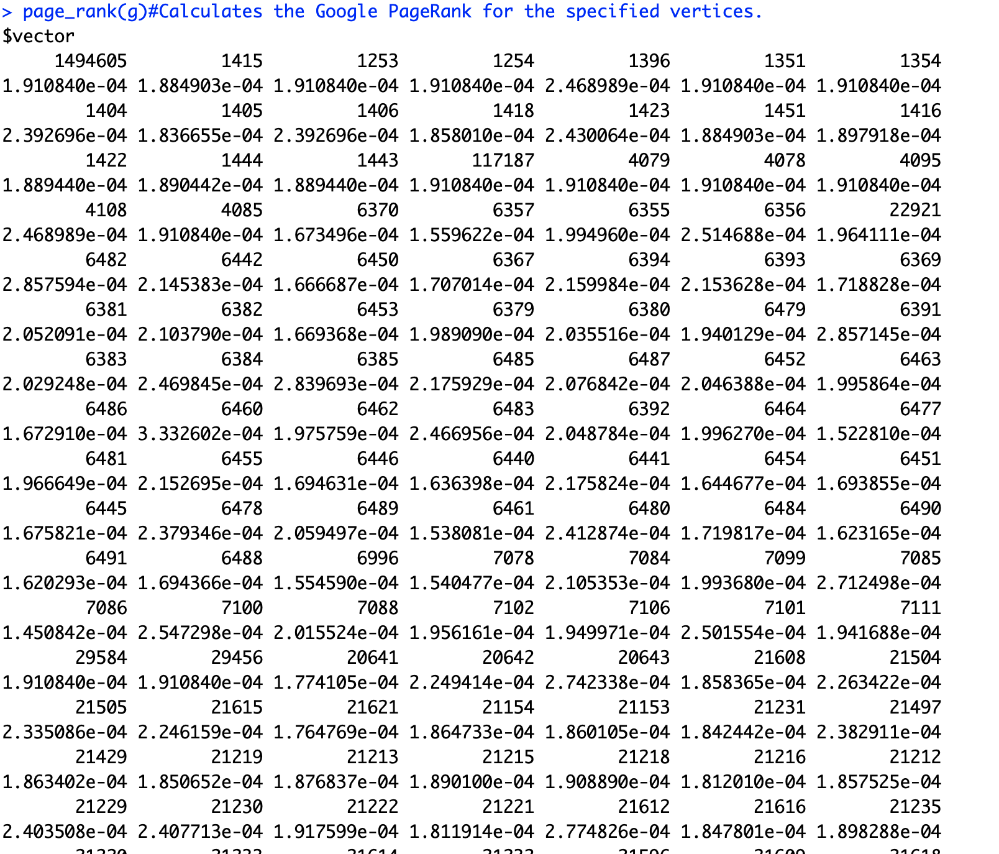 > page_rank(g)#Calculates the Google PageRank for the specified vertices.
$vector
1494605 1415 1253 1254 1396 1351 1354
1.910840e-04 1.884903e-04 1.910840e-04 1.910840e-04 2.468989e-04 1.910840e-04 1.910840e-04
1404 1405 1406 1418 1423 1451 1416
2.392696e-04 1.836655e-04 2.392696e-04 1.858010e-04 2.430064e-04 1.884903e-04 1.897918e-04
1422 1444 1443 117187 4079 4078 4095
1.889440e-04 1.890442e-04 1.889440e-04 1.910840e-04 1.910840e-04 1.910840e-04 1.910840e-04
4108 4085 6370 6357 6355 6356 22921
2.468989e-04 1.910840e-04 1.673496e-04 1.559622e-04 1.994960e-04 2.514688e-04 1.964111e-04
6482 6442 6450 6367 6394 6393 6369
2.857594e-04 2.145383e-04 1.666687e-04 1.707014e-04 2.159984e-04 2.153628e-04 1.718828e-04
6381 6382 6453 6379 6380 6479 6391
2.052091e-04 2.103790e-04 1.669368e-04 1.989090e-04 2.035516e-04 1.940129e-04 2.857145e-04
6383 6384 6385 6485 6487 6452 6463
2.029248e-04 2.469845e-04 2.839693e-04 2.175929e-04 2.076842e-04 2.046388e-04 1.995864e-04
6486 6460 6462 6483 6392 6464 6477
1.672910e-04 3.332602e-04 1.975759e-04 2.466956e-04 2.048784e-04 1.996270e-04 1.522810e-04
6481 6455 6446 6440 6441 6454 6451
1.966649e-04 2.152695e-04 1.694631e-04 1.636398e-04 2.175824e-04 1.644677e-04 1.693855e-04
6445 6478 6489 6461 6480 6484 6490
1.675821e-04 2.379346e-04 2.059497e-04 1.538081e-04 2.412874e-04 1.719817e-04 1.623165e-04
6491 6488 6996 7078 7084 7099 7085
1.620293e-04 1.694366e-04 1.554590e-04 1.540477e-04 2.105353e-04 1.993680e-04 2.712498e-04
7086 7100 7088 7102 7106 7101 7111
1.450842e-04 2.547298e-04 2.015524e-04 1.956161e-04 1.949971e-04 2.501554e-04 1.941688e-04
29584 29456 20641 20642 20643 21608 21504
1.910840e-04 1.910840e-04 1.774105e-04 2.249414e-04 2.742338e-04 1.858365e-04 2.263422e-04
21505 21615 21621 21154 21153 21231 21497
2.335086e-04 2.246159e-04 1.764769e-04 1.864733e-04 1.860105e-04 1.842442e-04 2.382911e-04
21429 21219 21213 21215 21218 21216 21212
1.863402e-04 1.850652e-04 1.876837e-04 1.890100e-04 1.908890e-04 1.812010e-04 1.857525e-04
21229 21230 21222 21221 21612 21616 21235
2.403508e-04 2.407713e-04 1.917599e-04 1.811914e-04 2.774826e-04 1.847801e-04 1.898288e-04